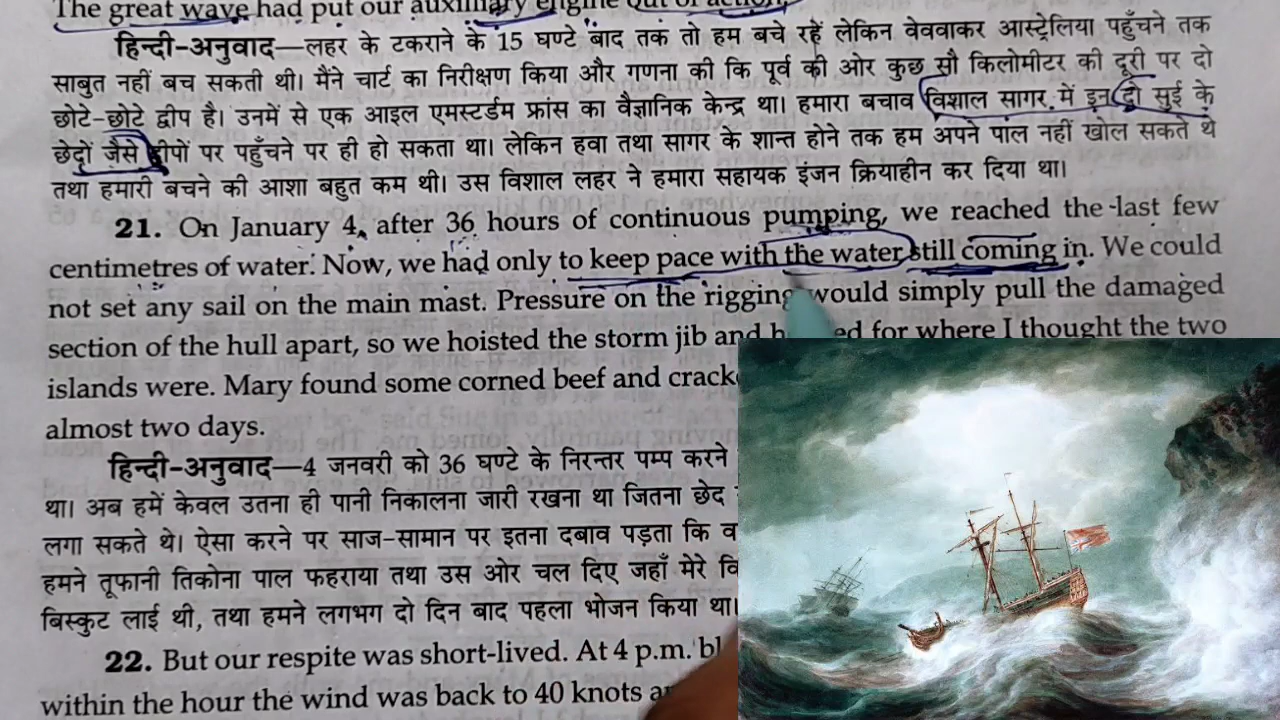 The great wave had put our auxiliary engine out of action.
हिन्दी-अनुवाद—लहर के टकराने के 15 घण्टे बाद तक तो हम बचे रहें लेकिन वेववाकर आस्ट्रेलिया पहुँचने तक
साबुत नहीं बच सकती थी। मैंने चार्ट का निरीक्षण किया और गणना की कि पूर्व की ओर कुछ सौ किलोमीटर की दूरी पर दो
छोटे-छोटे द्वीप है। उनमें से एक आइल एमस्टर्डम फ्रांस का वैज्ञानिक केन्द्र था। हमारा बचाव विशाल सागर में इन दो सुई के
छेदों जैसे द्वीपों पर पहुँचने पर ही हो सकता था। लेकिन हवा तथा सागर के शान्त होने तक हम अपने पाल नहीं खोल सकते थे
तथा हमारी बचने की आशा बहुत कम थी। उस विशाल लहर ने हमारा सहायक इंजन क्रियाहीन कर दिया था।
21. On January 4, after 36 hours of continuous pumping, we reached the last few
centimetres of water. Now, we had only to keep pace with the water still coming in. We could
not set any sail on the main mast. Pressure on the rigging would simply pull the damaged
section of the hull apart, so we hoisted the storm jib and for where I thought the two
islands were. Mary found some corned beef and
almost two days.
हिन्दी-अनुवाद—4 जनवरी को 36 घण्टे के निरन्तर पम्प करने
था। अब हमें केवल उतना ही पानी निकालना जारी रखना था जितना छेद
लगा सकते थे। ऐसा करने पर साज-सामान पर इतना दबाव पड़ता कि
हमने तूफानी तिकोना पाल फहराया तथा उस ओर चल दिए जहाँ मेरे
बिस्कुट लाई थी, तथा हमने लगभग दो दिन बाद पहला भोजन किया था।
22. But our respite was short-lived. At 4 p.m.
within the hour the wind was back to 40 knots